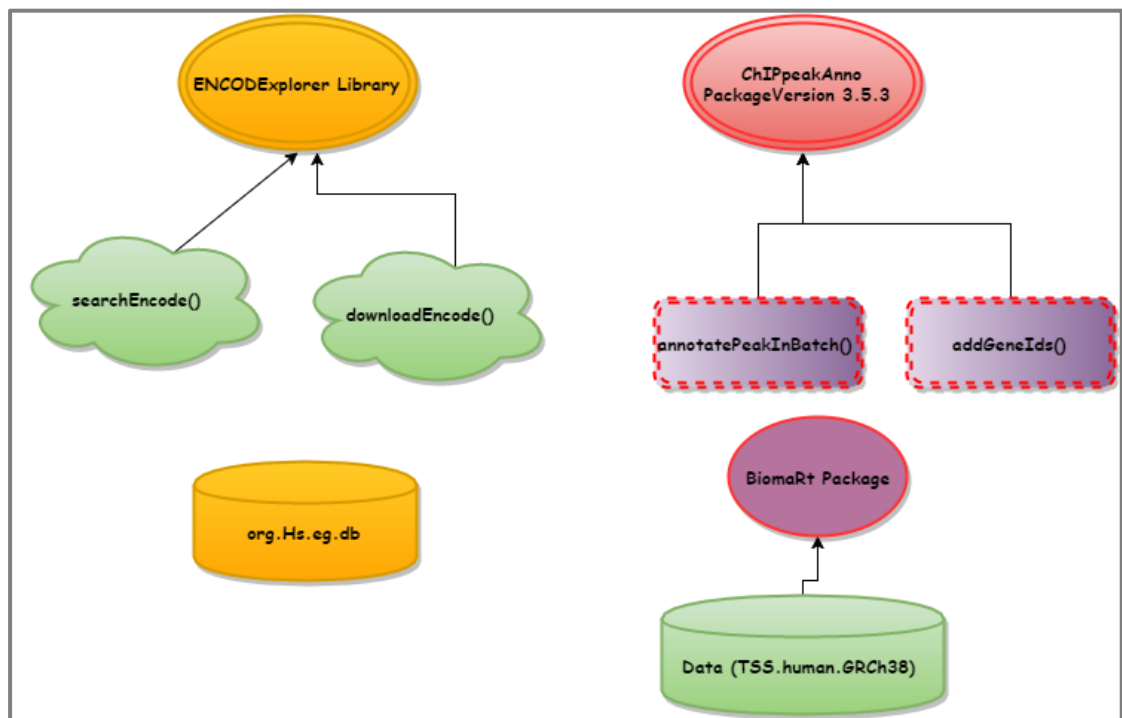 ENCODExplorer Library
ChIPpeakAnno
PackageVersion 3.5.3
searchEncode()
downloadEncode()
annotatePeakInBatch()
addGeneIds()
BiomaRt Package
org.Hs.eg.db
Data (TSS.human.GRCh38)